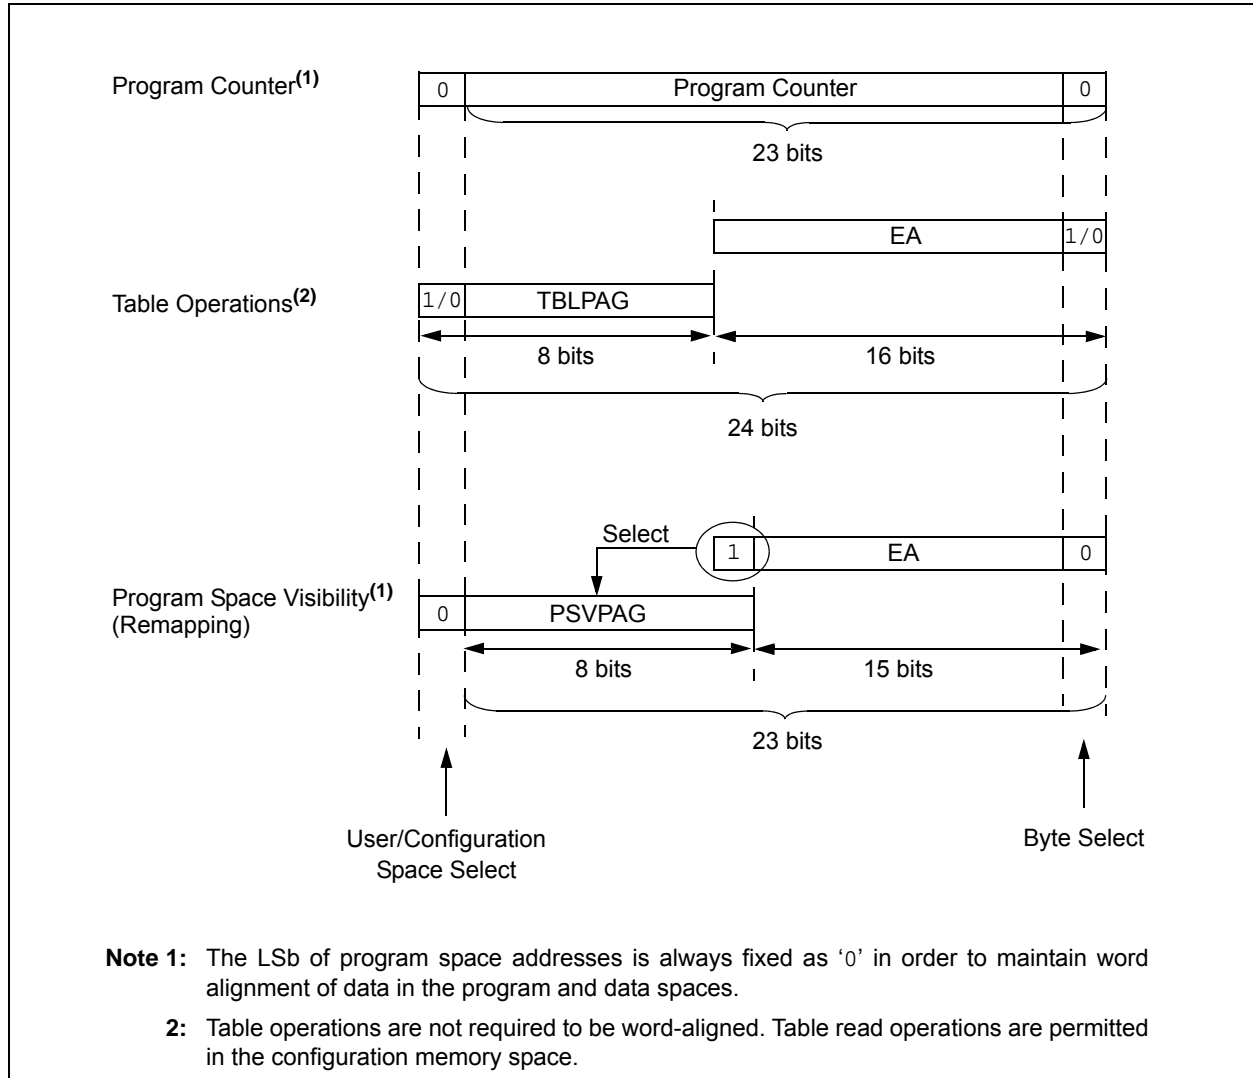 Program Counter(1)
0 Program Counter 0
23 bits
EA 1/0
Table Operations(2)
1/0 TBLPAG
8 bits 16 bits
24 bits
Select
1 EA 0
Program Space Visibility(1)
(Remapping)
0 PSVPAG
8 bits 15 bits
23 bits
User/Configuration
Space Select
Byte Select
Note 1: The LSb of program space addresses is always fixed as ‘0’ in order to maintain word
alignment of data in the program and data spaces.
2: Table operations are not required to be word-aligned. Table read operations are permitted
in the configuration memory space.